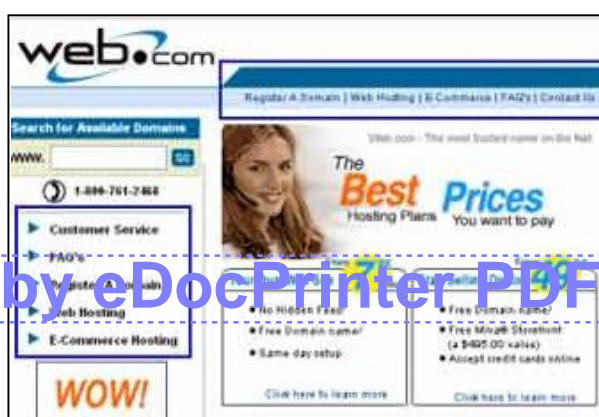 web.com
Register A Domain | Web Hosting | E-Commerce | FAQ's | Contact Us
Search for Available Domains
www. GO
Web.com - The most trusted name on the Net
1-800-761-2468
The
Best Prices
Hosting Plans You want to pay
Customer Service
FAQ's
Register A Domain
Web Hosting
E-Commerce Hosting
by eDocPrinter PDF
No Hidden Fees!
Free Domain name!
Same day setup
Click here to learn more
Free Domain name!
Free Miva® Storefront
(a $495.00 value)
Accept credit cards online
Click here to learn more
WOW!